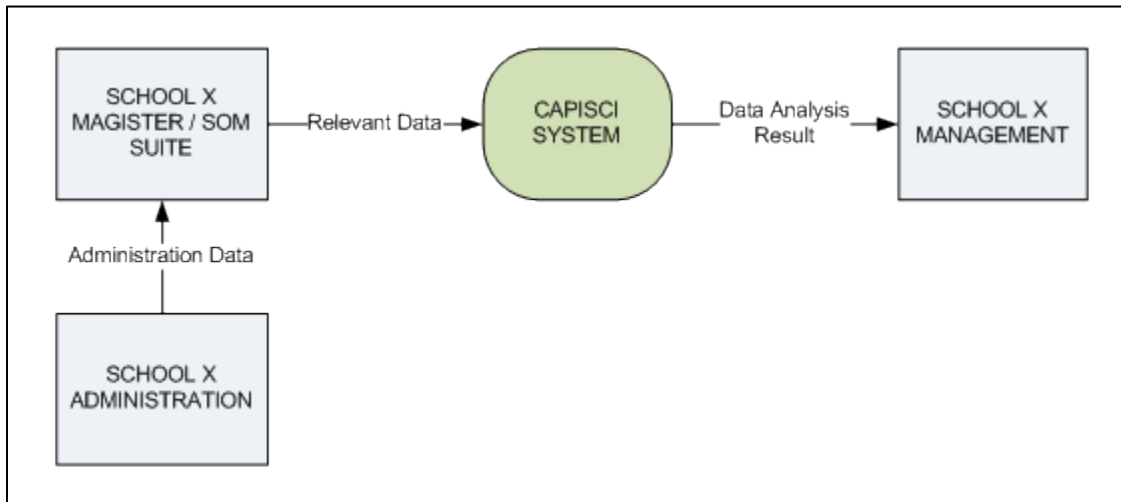 SCHOOL X
MAGISTER / SOM
SUITE
Relevant Data
CAPISCI
SYSTEM
Data Analysis
Result
SCHOOL X
MANAGEMENT
Administration Data
SCHOOL X
ADMINISTRATION